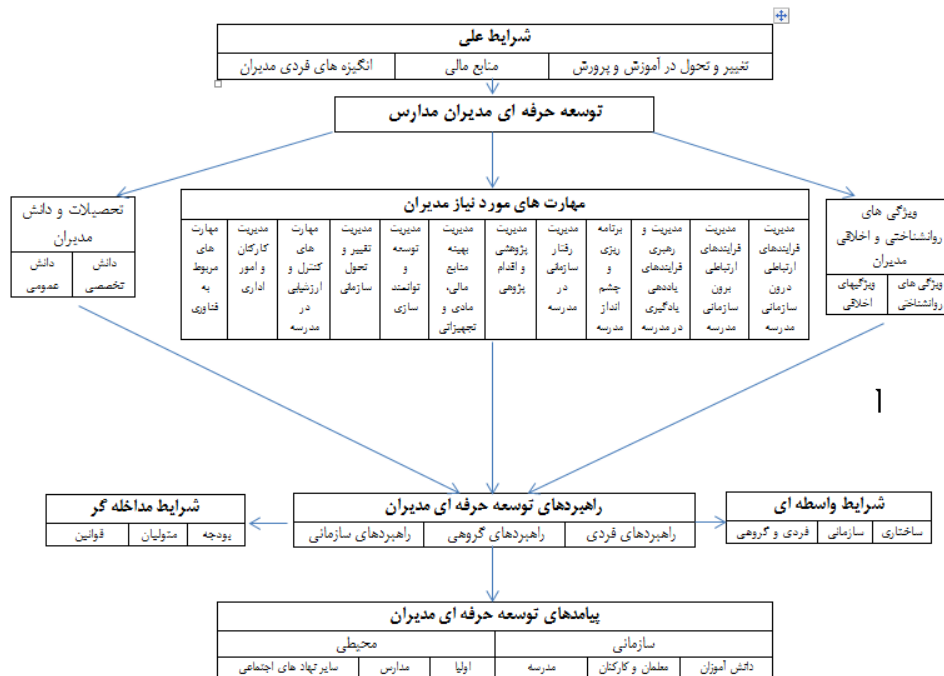 شرایط علی
تغییر و تحول در آموزش و پرورش
منابع مالی
انگیزه های فردی مدیران
توسعه حرفه ای مدیران مدارس
ویژگی های
روانشناختی و اخلاقی
مدیران
ویژگی های
روانشناختی
ویژگیهای
اخلاقی
مهارت های مورد نیاز مدیران
مدیریت
فرایندهای
ارتباطی
درون
سازمانی
مدرسه
مدیریت
فرایندهای
ارتباطی
برون
سازمانی
مدرسه
مدیریت و
رهبری
فرایندهای
یاددهی
یادگیری
در مدرسه
برنامه
ریزی
و
چشم
انداز
مدرسه
مدیریت
رفتار
سازمانی
در
مدرسه
مدیریت
پژوهشی
و اقدام
پژوهی
مدیریت
بهینه
منابع
مالی،
مادی و
تجهیزاتی
مدیریت
توسعه
و
توانمند
سازی
مدیریت
تغییر و
تحول
سازمانی
مهارت
های
کنترل و
ارزشیابی
در
مدرسه
مدیریت
کارکنان
و امور
اداری
مهارت
های
مربوط
به
فناوری
تحصیلات و دانش
مدیران
دانش
تخصصی
دانش
عمومی
1
شرایط واسطه ای
ساختاری
سازمانی
فردی و گروهی
راهبردهای توسعه حرفه ای مدیران
راهبردهای فردی
راهبردهای گروهی
راهبردهای سازمانی
شرایط مداخله گر
بودجه
متولیان
قوانین
پیامدهای توسعه حرفه ای مدیران
سازمانی
محیطی
دانش آموزان
معلمان و کارکنان
مدرسه
اولیا
مدارس
سایر نهاد های اجتماعی